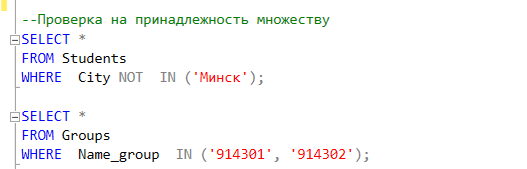 --Проверка на принадлежность множеству
SELECT *
FROM Students
WHERE  City NOT  IN ('Минск');
SELECT *
FROM Groups
WHERE  Name_group  IN ('914301', '914302');